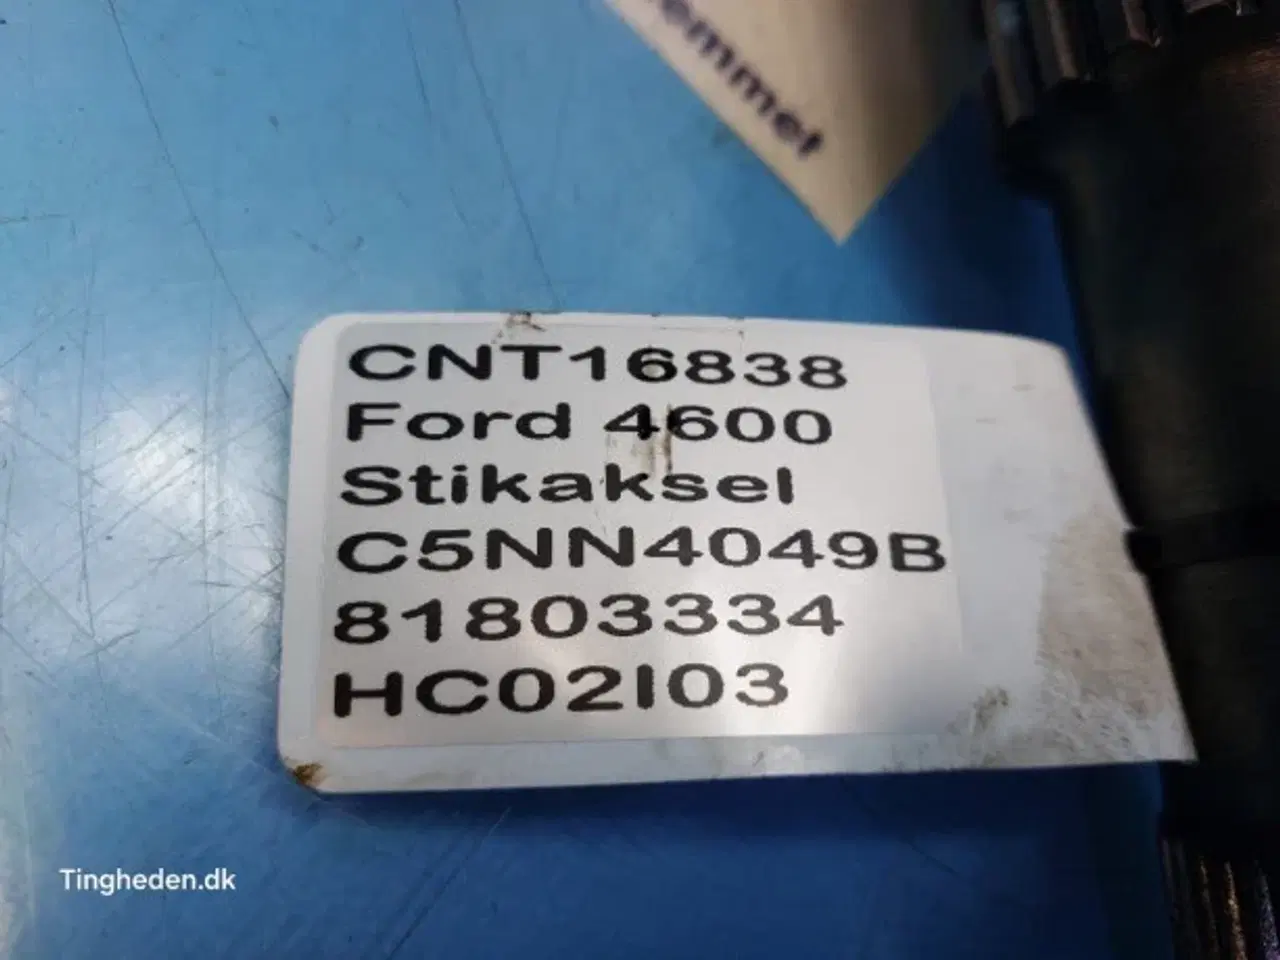 CNT16838
Ford 4600
Stikaksel
C5NN4049B
81803334
HC02I03
Tingheden.dk